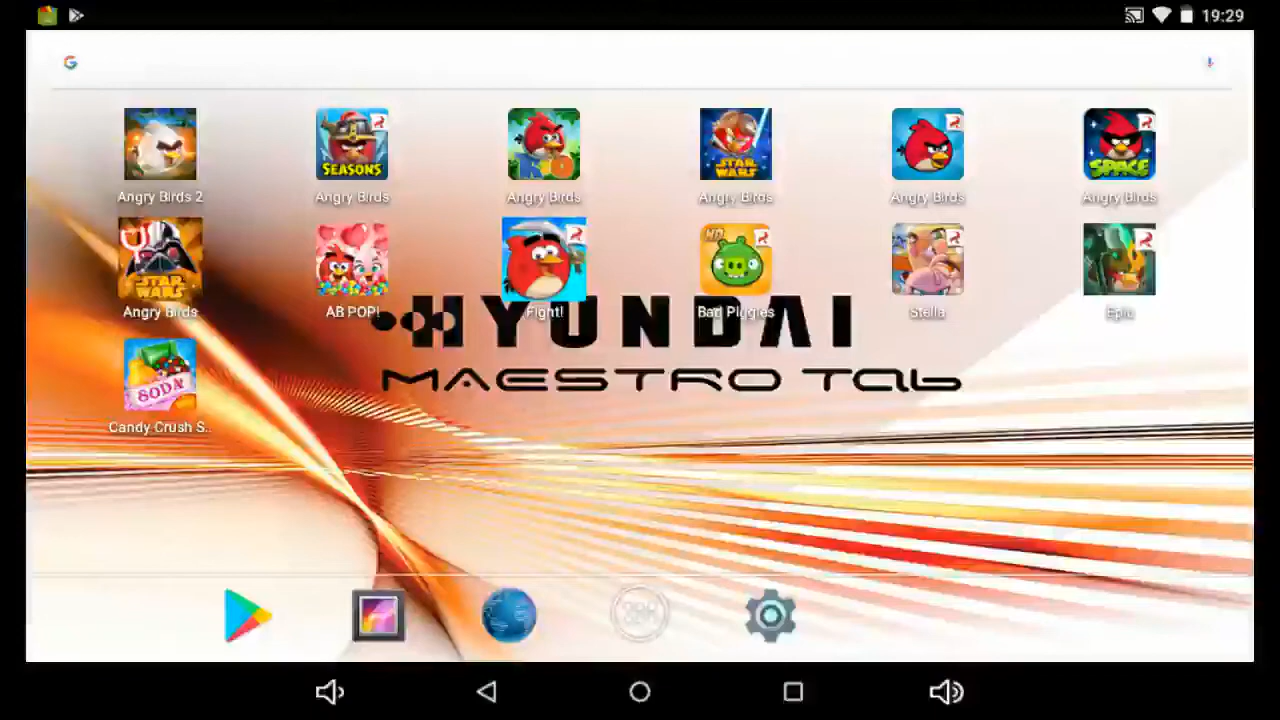 19:29
Angry Birds 2
SEASONS
Angry Birds
Angry Birds
STAR WARS
Angry Birds
Angry Birds
SPACE
Angry Birds
STAR WARS
Angry Birds
AB POP!
Fight!
HD
Bad Piggies
Stella
Epic
HYUNDAI
MAESTRO Tab
SODA
Candy Crush S..